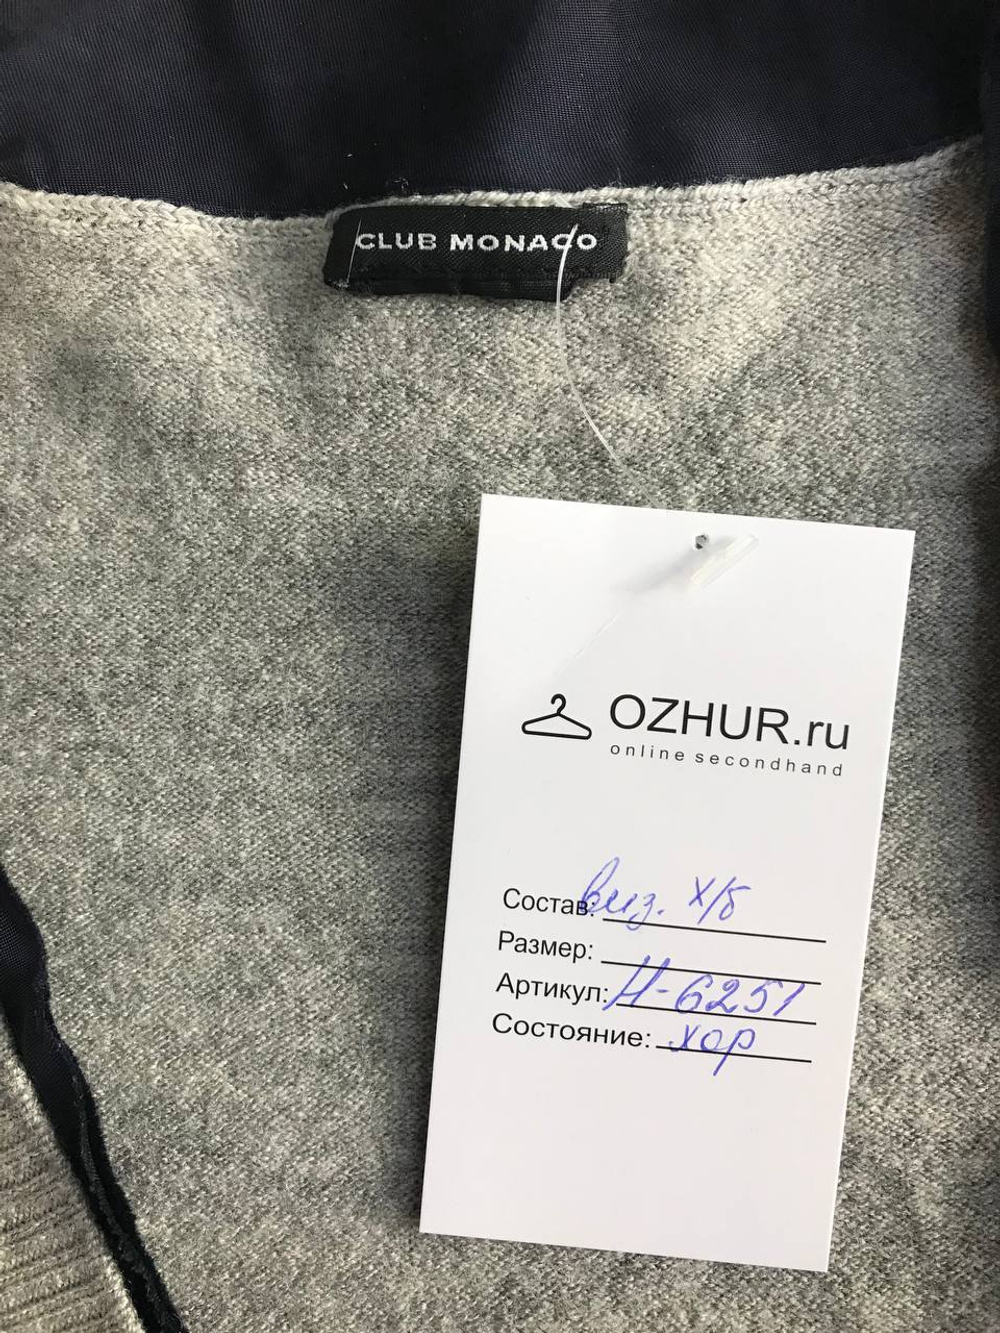 CLUB MONACO
OZHUR.ru
online secondhand
Состав: виз. х/б
Размер:
Артикул: Н-6251
Состояние: хор